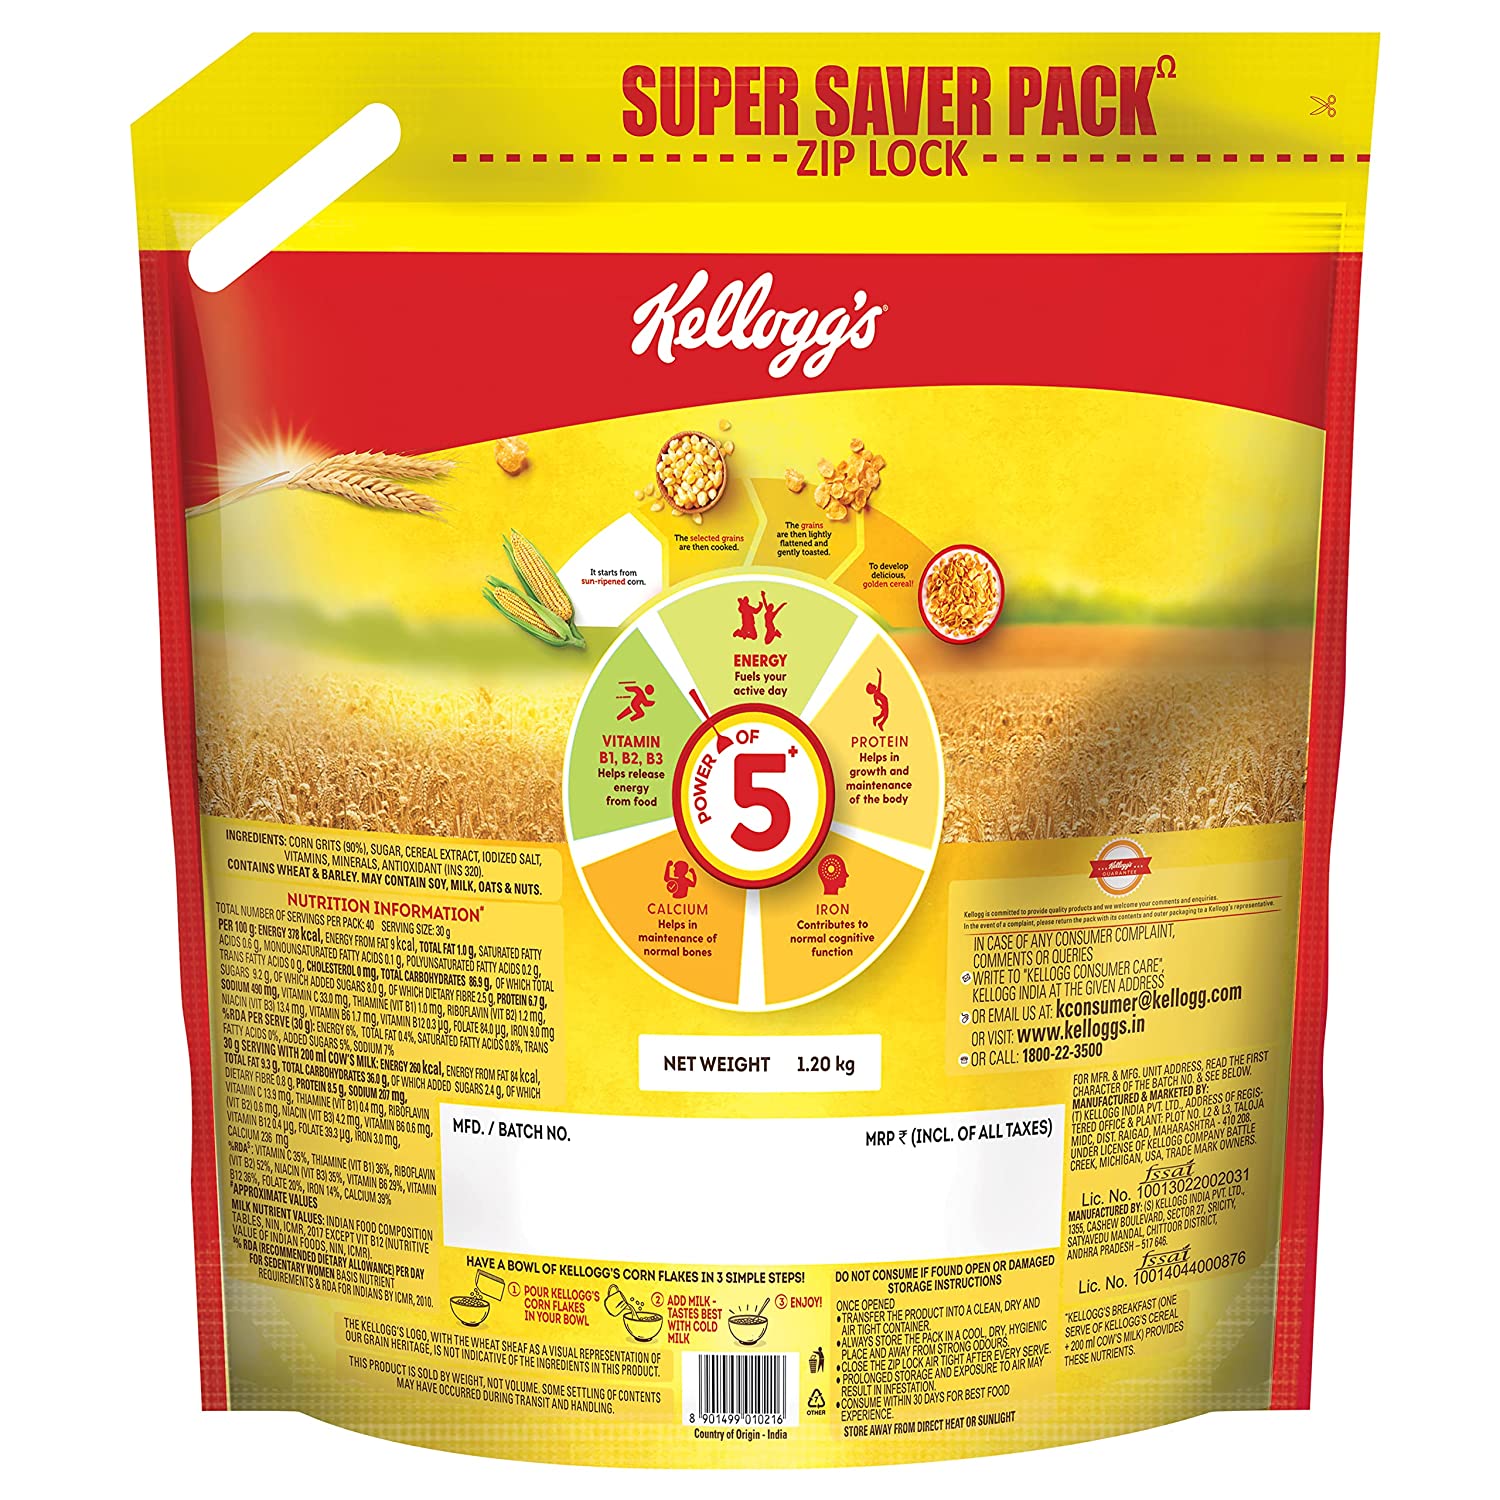 SUPER SAVER PACKΩ
ZIP LOCK
Kellogg's®
It starts from
sun-ripened corn.
The selected grains
are then cooked.
The grains
are then lightly
flattened and
gently toasted.
To develop
delicious,
golden cereal!
POWER OF
5+
ENERGY
Fuels your
active day
PROTEIN
Helps in
growth and
maintenance
of the body
IRON
Contributes to
normal cognitive
function
CALCIUM
Helps in
maintenance of
normal bones
VITAMIN
B1, B2, B3
Helps release
energy
from food
INGREDIENTS: CORN GRITS (90%), SUGAR, CEREAL EXTRACT, IODIZED SALT,
VITAMINS, MINERALS, ANTIOXIDANT (INS 320).
CONTAINS WHEAT & BARLEY. MAY CONTAIN SOY, MILK, OATS & NUTS.
NUTRITION INFORMATION#
TOTAL NUMBER OF SERVINGS PER PACK: 40 SERVING SIZE: 30 g
PER 100 g: ENERGY 378 kcal, ENERGY FROM FAT 9 kcal, TOTAL FAT 1.0 g, SATURATED FATTY
ACIDS 0.6 g, MONOUNSATURATED FATTY ACIDS 0.1 g, POLYUNSATURATED FATTY ACIDS 0.2 g,
TRANS FATTY ACIDS 0 g, CHOLESTEROL 0 mg, TOTAL CARBOHYDRATES 86.9 g, OF WHICH TOTAL
SUGARS 9.2 g, OF WHICH ADDED SUGARS 8.0 g, OF WHICH DIETARY FIBRE 2.5 g, PROTEIN 6.7 g,
SODIUM 490 mg, VITAMIN C 33.0 mg, THIAMINE (VIT B1) 1.0 mg, RIBOFLAVIN (VIT B2) 1.2 mg,
NIACIN (VIT B3) 13.4 mg, VITAMIN B6 1.7 mg, VITAMIN B12 0.3 µg, FOLATE 84.0 µg, IRON 9.0 mg
%RDA PER SERVE (30 g): ENERGY 6%, TOTAL FAT 0.4%, SATURATED FATTY ACIDS 0.8%, TRANS
FATTY ACIDS 0%, ADDED SUGARS 5%, SODIUM 7%
30 g SERVING WITH 200 ml COW'S MILK: ENERGY 260 kcal, ENERGY FROM FAT 84 kcal,
TOTAL FAT 9.3 g, TOTAL CARBOHYDRATES 36.0 g, OF WHICH ADDED SUGARS 2.4 g, OF WHICH
DIETARY FIBRE 0.8 g, PROTEIN 8.5 g, SODIUM 207 mg,
VITAMIN C 13.9 mg, THIAMINE (VIT B1) 0.4 mg, RIBOFLAVIN
(VIT B2) 0.6 mg, NIACIN (VIT B3) 4.2 mg, VITAMIN B6 0.6 mg,
VITAMIN B12 0.4 µg, FOLATE 39.3 µg, IRON 3.0 mg,
CALCIUM 236 mg
%RDA$: VITAMIN C 35%, THIAMINE (VIT B1) 36%, RIBOFLAVIN
(VIT B2) 52%, NIACIN (VIT B3) 35%, VITAMIN B6 29%, VITAMIN
B12 36%, FOLATE 20%, IRON 14%, CALCIUM 39%
#APPROXIMATE VALUES
MILK NUTRIENT VALUES: INDIAN FOOD COMPOSITION
TABLES, NIN, ICMR, 2017 EXCEPT VIT B12 (NUTRITIVE
VALUE OF INDIAN FOODS, NIN, ICMR).
$% RDA (RECOMMENDED DIETARY ALLOWANCE) PER DAY
FOR SEDENTARY WOMEN BASIS NUTRIENT
REQUIREMENTS & RDA FOR INDIANS BY ICMR, 2010.
Kellogg's
GUARANTEE
Kellogg is committed to provide quality products and we welcome your comments and enquiries.
In the event of a complaint, please return the pack with its contents and outer packaging to a Kellogg's representative.
IN CASE OF ANY CONSUMER COMPLAINT,
COMMENTS OR QUERIES
WRITE TO "KELLOGG CONSUMER CARE",
KELLOGG INDIA AT THE GIVEN ADDRESS
OR EMAIL US AT: kconsumer@kellogg.com
OR VISIT: www.kelloggs.in
OR CALL: 1800-22-3500
NET WEIGHT 1.20 kg
MFD. / BATCH NO.
MRP ₹ (INCL. OF ALL TAXES)
FOR MFR. & MFG. UNIT ADDRESS, READ THE FIRST
CHARACTER OF THE BATCH NO. & SEE BELOW.
MANUFACTURED & MARKETED BY:
(T) KELLOGG INDIA PVT. LTD., ADDRESS OF REGIS-
TERED OFFICE & PLANT: PLOT NO. L2 & L3, TALOJA
MIDC, DIST. RAIGAD, MAHARASHTRA - 410 208.
UNDER LICENSE OF KELLOGG COMPANY BATTLE
CREEK, MICHIGAN, USA, TRADE MARK OWNERS.
fssai
Lic. No. 10013022002031
MANUFACTURED BY: (S) KELLOGG INDIA PVT. LTD.,
1355, CASHEW BOULEVARD, SECTOR 27, SRICITY,
SATYAVEDU MANDAL, CHITTOOR DISTRICT,
ANDHRA PRADESH – 517 646.
fssai
Lic. No. 10014044000876
+KELLOGG'S BREAKFAST (ONE
SERVE OF KELLOGG'S CEREAL
+ 200 ml COW'S MILK) PROVIDES
THESE NUTRIENTS.
HAVE A BOWL OF KELLOGG'S CORN FLAKES IN 3 SIMPLE STEPS!
1 POUR KELLOGG'S
CORN FLAKES
IN YOUR BOWL
2 ADD MILK -
TASTES BEST
WITH COLD
MILK
3 ENJOY!
THE KELLOGG'S LOGO, WITH THE WHEAT SHEAF AS A VISUAL REPRESENTATION OF
OUR GRAIN HERITAGE, IS NOT INDICATIVE OF THE INGREDIENTS IN THIS PRODUCT.
THIS PRODUCT IS SOLD BY WEIGHT, NOT VOLUME. SOME SETTLING OF CONTENTS
MAY HAVE OCCURRED DURING TRANSIT AND HANDLING.
8 901499 010216
Country of Origin - India
7
OTHER
DO NOT CONSUME IF FOUND OPEN OR DAMAGED
STORAGE INSTRUCTIONS
ONCE OPENED
•TRANSFER THE PRODUCT INTO A CLEAN, DRY AND
AIR TIGHT CONTAINER.
•ALWAYS STORE THE PACK IN A COOL, DRY, HYGIENIC
PLACE AND AWAY FROM STRONG ODOURS.
•CLOSE THE ZIP LOCK AIR TIGHT AFTER EVERY SERVE.
• PROLONGED STORAGE AND EXPOSURE TO AIR MAY
RESULT IN INFESTATION.
•CONSUME WITHIN 30 DAYS FOR BEST FOOD
EXPERIENCE.
STORE AWAY FROM DIRECT HEAT OR SUNLIGHT